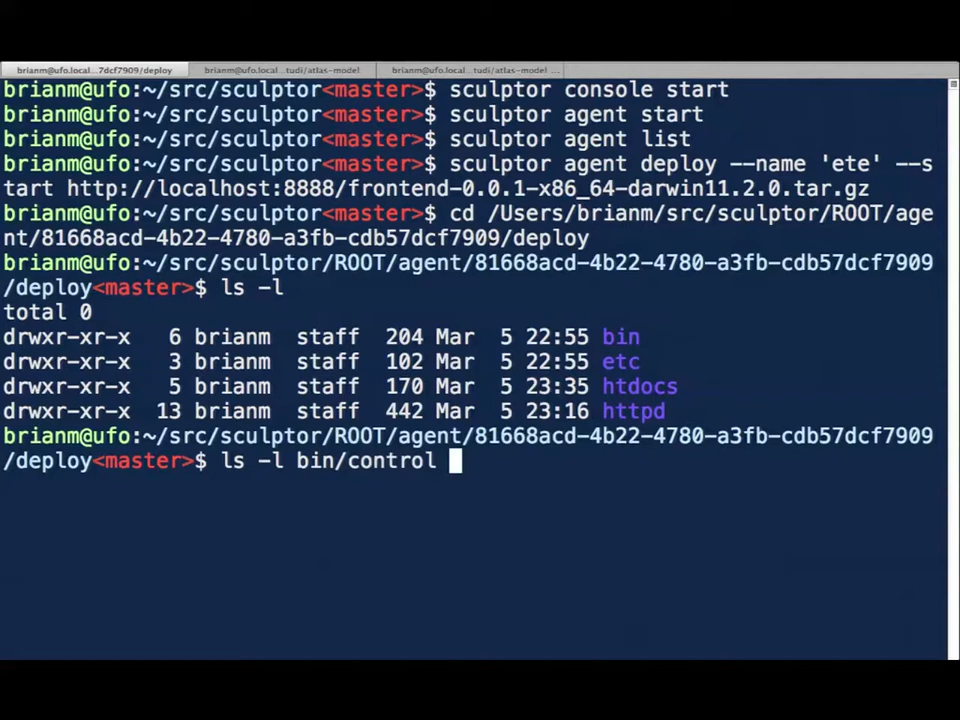 brianm@ufo.local...7dcf7909/deploy
brianm@ufo.local...tudi/atlas-model
brianm@ufo.local...tudi/atlas-model ...
brianm@ufo:~/src/sculptor<master>$ sculptor console start
brianm@ufo:~/src/sculptor<master>$ sculptor agent start
brianm@ufo:~/src/sculptor<master>$ sculptor agent list
brianm@ufo:~/src/sculptor<master>$ sculptor agent deploy --name 'ete' --s
tart http://localhost:8888/frontend-0.0.1-x86_64-darwin11.2.0.tar.gz
brianm@ufo:~/src/sculptor<master>$ cd /Users/brianm/src/sculptor/ROOT/age
nt/81668acd-4b22-4780-a3fb-cdb57dcf7909/deploy
brianm@ufo:~/src/sculptor/ROOT/agent/81668acd-4b22-4780-a3fb-cdb57dcf7909
/deploy<master>$ ls -l
total 0
drwxr-xr-x   6 brianm  staff  204 Mar  5 22:55 bin
drwxr-xr-x   3 brianm  staff  102 Mar  5 22:55 etc
drwxr-xr-x   5 brianm  staff  170 Mar  5 23:35 htdocs
drwxr-xr-x  13 brianm  staff  442 Mar  5 23:16 httpd
brianm@ufo:~/src/sculptor/ROOT/agent/81668acd-4b22-4780-a3fb-cdb57dcf7909
/deploy<master>$ ls -l bin/control